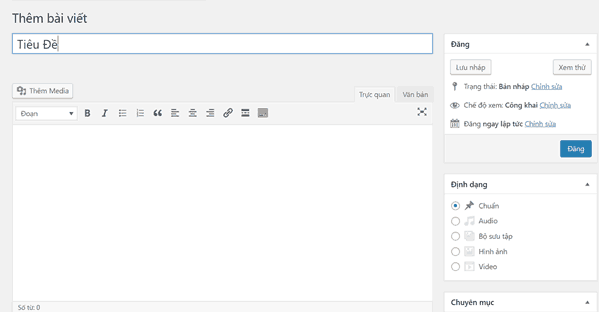 Thêm bài viết
Tiêu Đề
Thêm Media
Trực quan
Văn bản
Đoạn
B
I
Số từ: 0
Đăng
Lưu nháp
Xem thử
Trạng thái: Bản nháp Chỉnh sửa
Chế độ xem: Công khai Chỉnh sửa
Đăng ngay lập tức Chỉnh sửa
Đăng
Định dạng
Chuẩn
Audio
Bộ sưu tập
Hình ảnh
Video
Chuyên mục